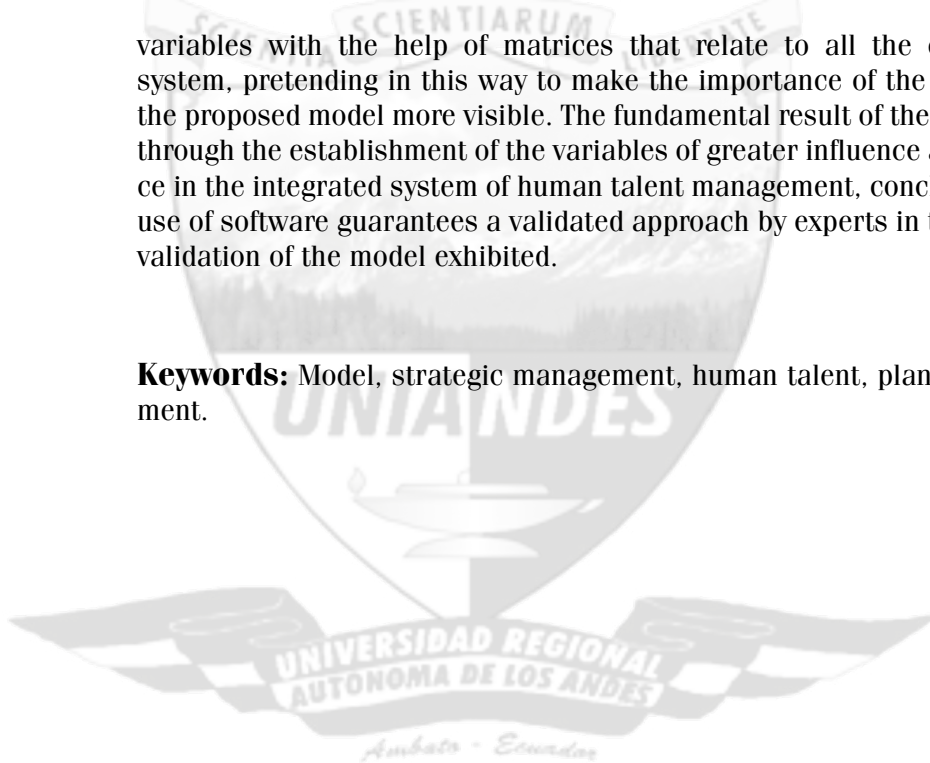 SCIENTIA SCIENTIARUM LIBERTATE
variables with the help of matrices that relate to all the
system, pretending in this way to make the importance of the
the proposed model more visible. The fundamental result of the
through the establishment of the variables of greater influence
ce in the integrated system of human talent management, conc
use of software guarantees a validated approach by experts in
validation of the model exhibited.
Keywords: Model, strategic management, human talent, plan
ment.
UNIANDES
UNIVERSIDAD REGIONAL
AUTONOMA DE LOS ANDES
Ambato - Ecuador